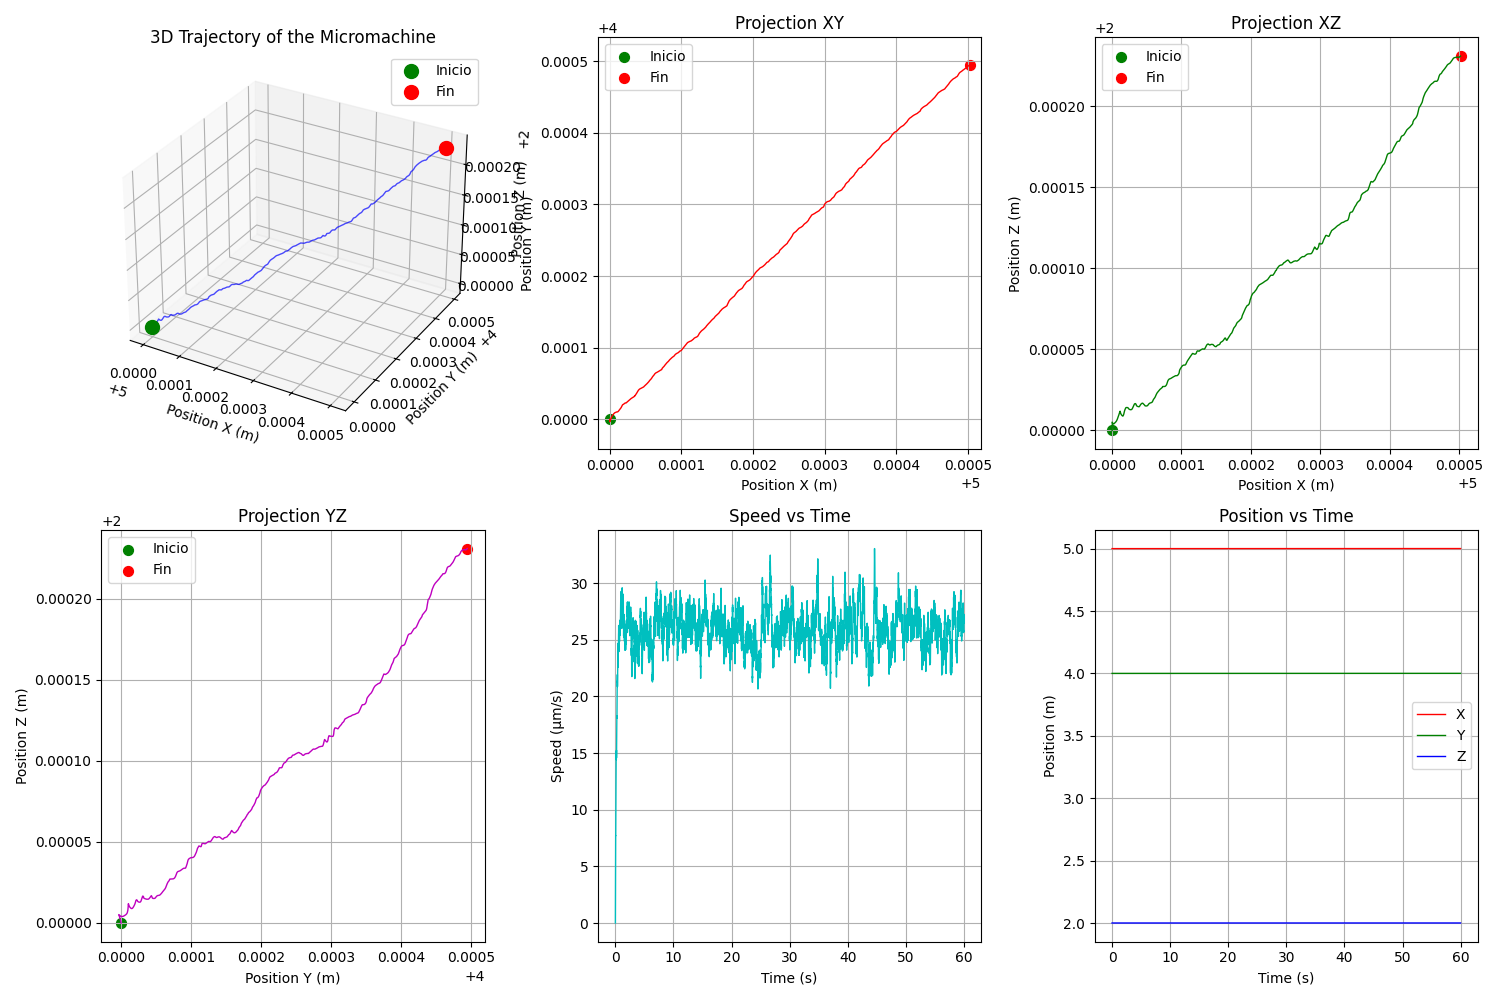 3D Trajectory of the Micromachine
Inicio
Fin
+2
Position Z (m)
0.00020
0.00015
0.00010
0.00005
0.00000
0.0000
0.0001
0.0002
0.0003
0.0004
0.0005
+5
Position X (m)
0.0000
0.0001
0.0002
0.0003
0.0004
0.0005
+4
Position Y (m)
Projection XY
+4
Inicio
Fin
Position Y (m)
0.0005
0.0004
0.0003
0.0002
0.0001
0.0000
0.0000 0.0001 0.0002 0.0003 0.0004 0.0005
Position X (m)
+5
Projection XZ
+2
Inicio
Fin
Position Z (m)
0.00020
0.00015
0.00010
0.00005
0.00000
0.0000 0.0001 0.0002 0.0003 0.0004 0.0005
Position X (m)
+5
Projection YZ
+2
Inicio
Fin
Position Z (m)
0.00020
0.00015
0.00010
0.00005
0.00000
0.0000 0.0001 0.0002 0.0003 0.0004 0.0005
Position Y (m)
+4
Speed vs Time
Speed (μm/s)
30
25
20
15
10
5
0
0 10 20 30 40 50 60
Time (s)
Position vs Time
Position (m)
5.0
4.5
4.0
3.5
3.0
2.5
2.0
X
Y
Z
0 10 20 30 40 50 60
Time (s)